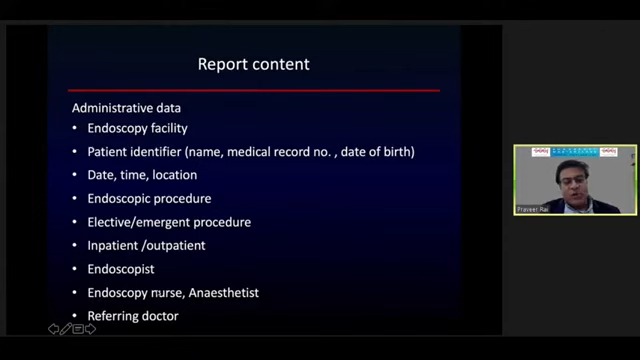 Report content
Administrative data
• Endoscopy facility
• Patient identifier (name, medical record no. , date of birth)
• Date, time, location
• Endoscopic procedure
• Elective/emergent procedure
• Inpatient /outpatient
• Endoscopist
• Endoscopy nurse, Anaesthetist
• Referring doctor
Praveer Rai